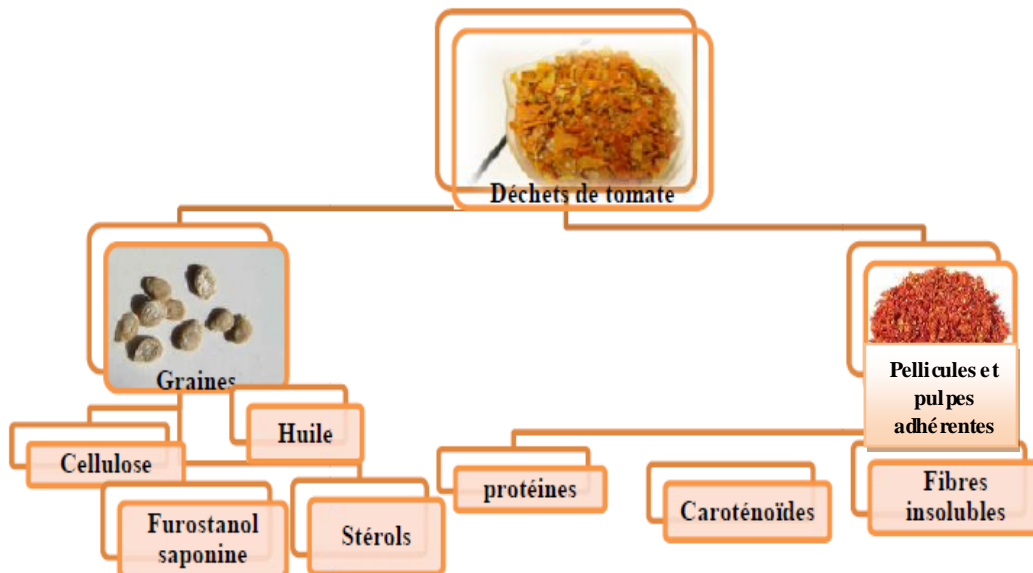 Déchets de tomate
Graines
Pellicules et
pulpes
adhérentes
Huile
Cellulose
protéines
Caroténoïdes
Fibres
insolubles
Furostanol
saponine
Stérols